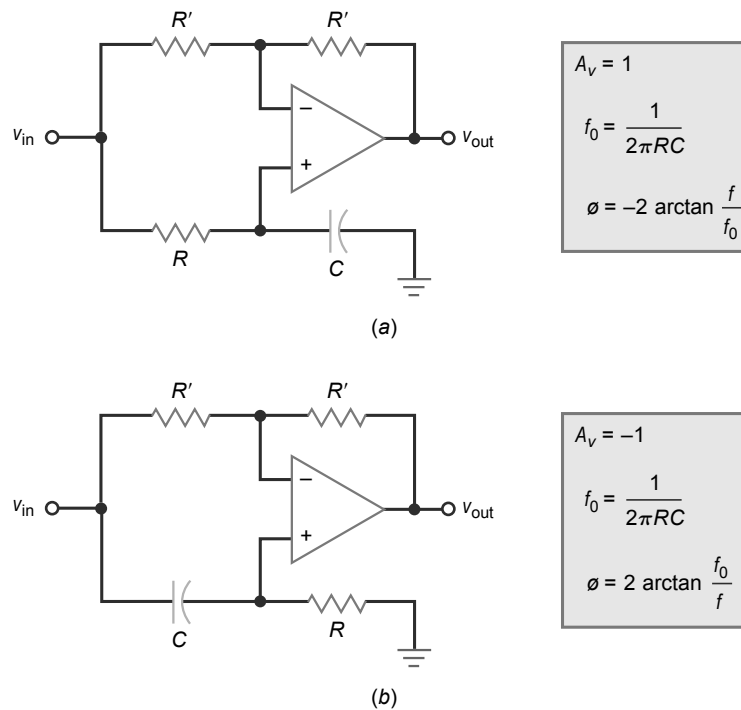 R′ R′
A_v = 1
–
v_in v_out
f_0 = 1 / 2πRC
+
ø = –2 arctan f / f_0
R C
(a)
R′ R′
A_v = –1
–
v_in v_out
f_0 = 1 / 2πRC
+
ø = 2 arctan f_0 / f
C R
(b)